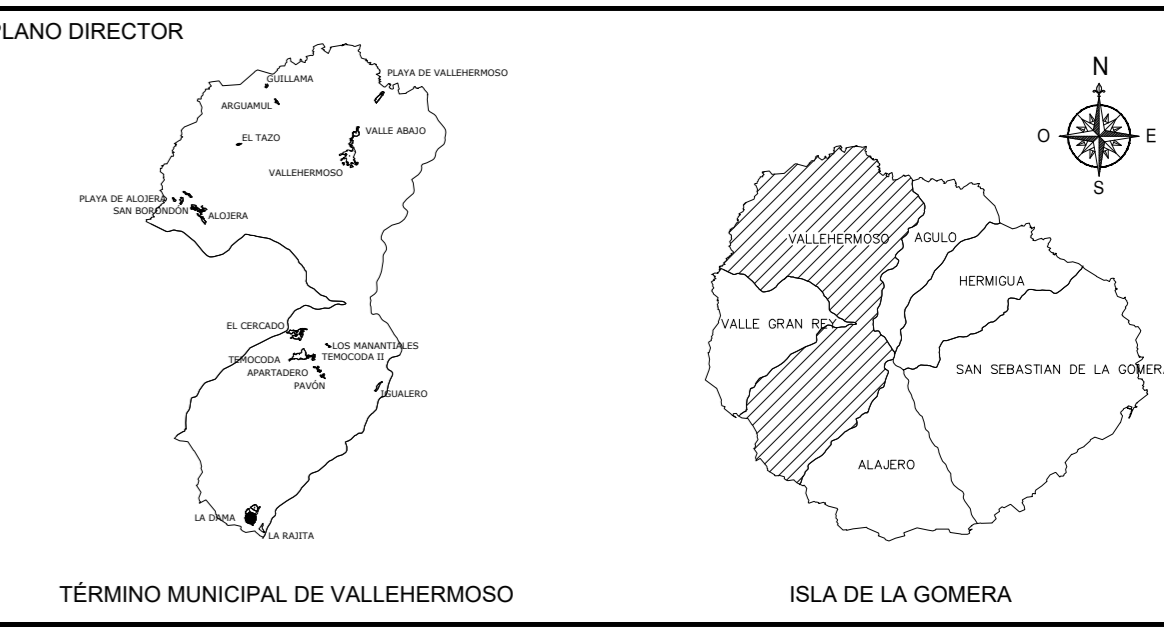 PLANO DIRECTOR
GUILLAMA
PLAYA DE VALLEHERMOSO
ARGUAMUL
VALLE ABAJO
EL TAZO
VALLEHERMOSO
PLAYA DE ALOJERA
SAN BORONDÓN
ALOJERA
EL CERCADO
LOS MANANTIALES
TEMOCODA
TEMOCODA II
APARTADERO
PAVÓN
IGUALERO
LA DAMA
LA RAJITA
TÉRMINO MUNICIPAL DE VALLEHERMOSO
N
O
E
S
VALLEHERMOSO
AGULO
HERMIGUA
VALLE GRAN REY
SAN SEBASTIAN DE LA GOMERA
ALAJERO
ISLA DE LA GOMERA